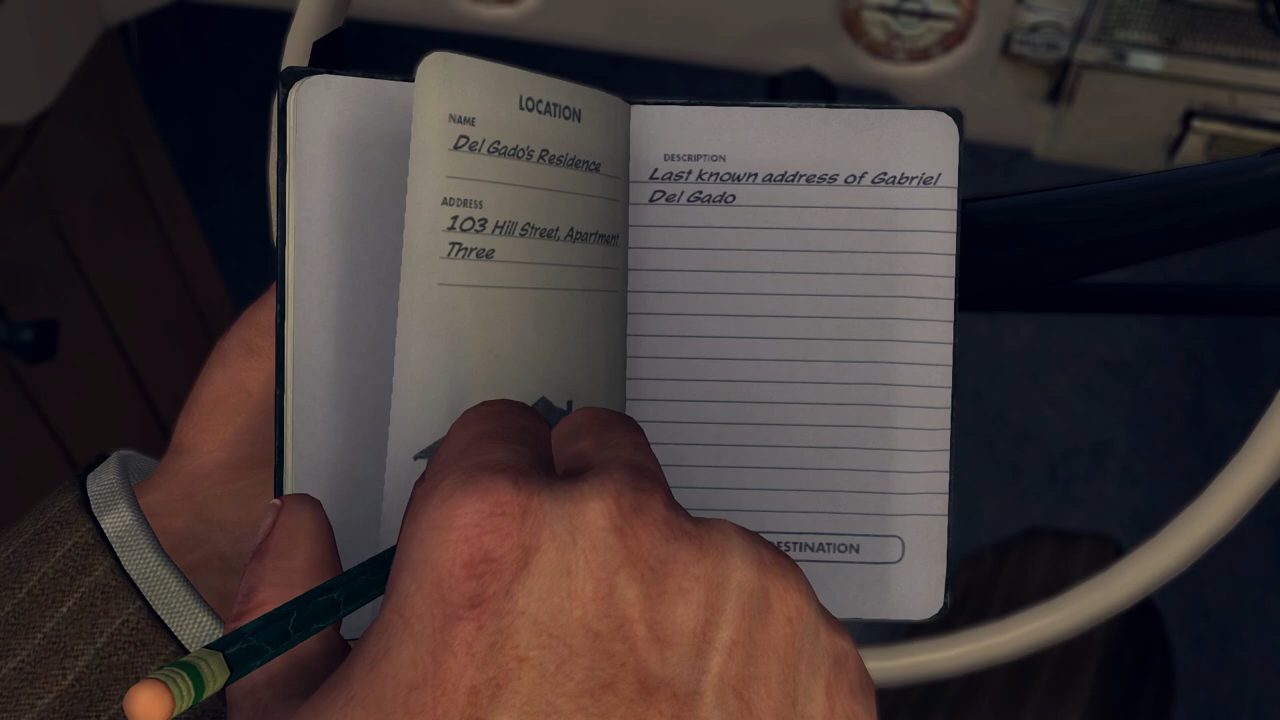 LOCATION
NAME
Del Gado's Residence
ADDRESS
103 Hill Street, Apartment
Three
DESCRIPTION
Last known address of Gabriel
Del Gado